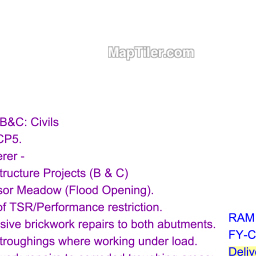 MapTiler.com
B&C: Civils
CP5.
erer -
tructure Projects (B & C)
sor Meadow (Flood Opening).
of TSR/Performance restriction.
sive brickwork repairs to both abutments.
troughings where working under load.
RAM
FY-C
Delive